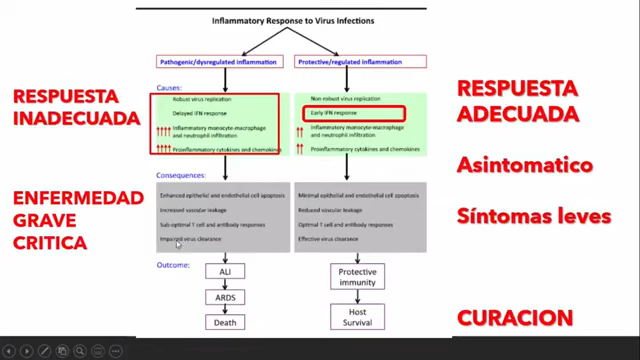 Inflammatory Response to Virus Infections
Pathogenic/dysregulated inflammation
Protective/regulated inflammation
RESPUESTA
INADECUADA
Causes:
Robust virus replication
Delayed IFN response
Inflammatory monocyte-macrophage
and neutrophil infiltration
Proinflammatory cytokines and chemokines
Non-robust virus replication
Early IFN response
Inflammatory monocyte-macrophage
and neutrophil infiltration
Proinflammatory cytokines and chemokines
RESPUESTA
ADECUADA
Asintomatico
Síntomas leves
ENFERMEDAD
GRAVE
CRITICA
Consequences:
Enhanced epithelial and endothelial cell apoptosis
Increased vascular leakage
Sub-optimal T cell and antibody responses
Impaired virus clearance
Minimal epithelial and endothelial cell apoptosis
Reduced vascular leakage
Optimal T cell and antibody responses
Effective virus clearance
Outcome:
ALI
ARDS
Death
Protective
immunity
Host
Survival
CURACION